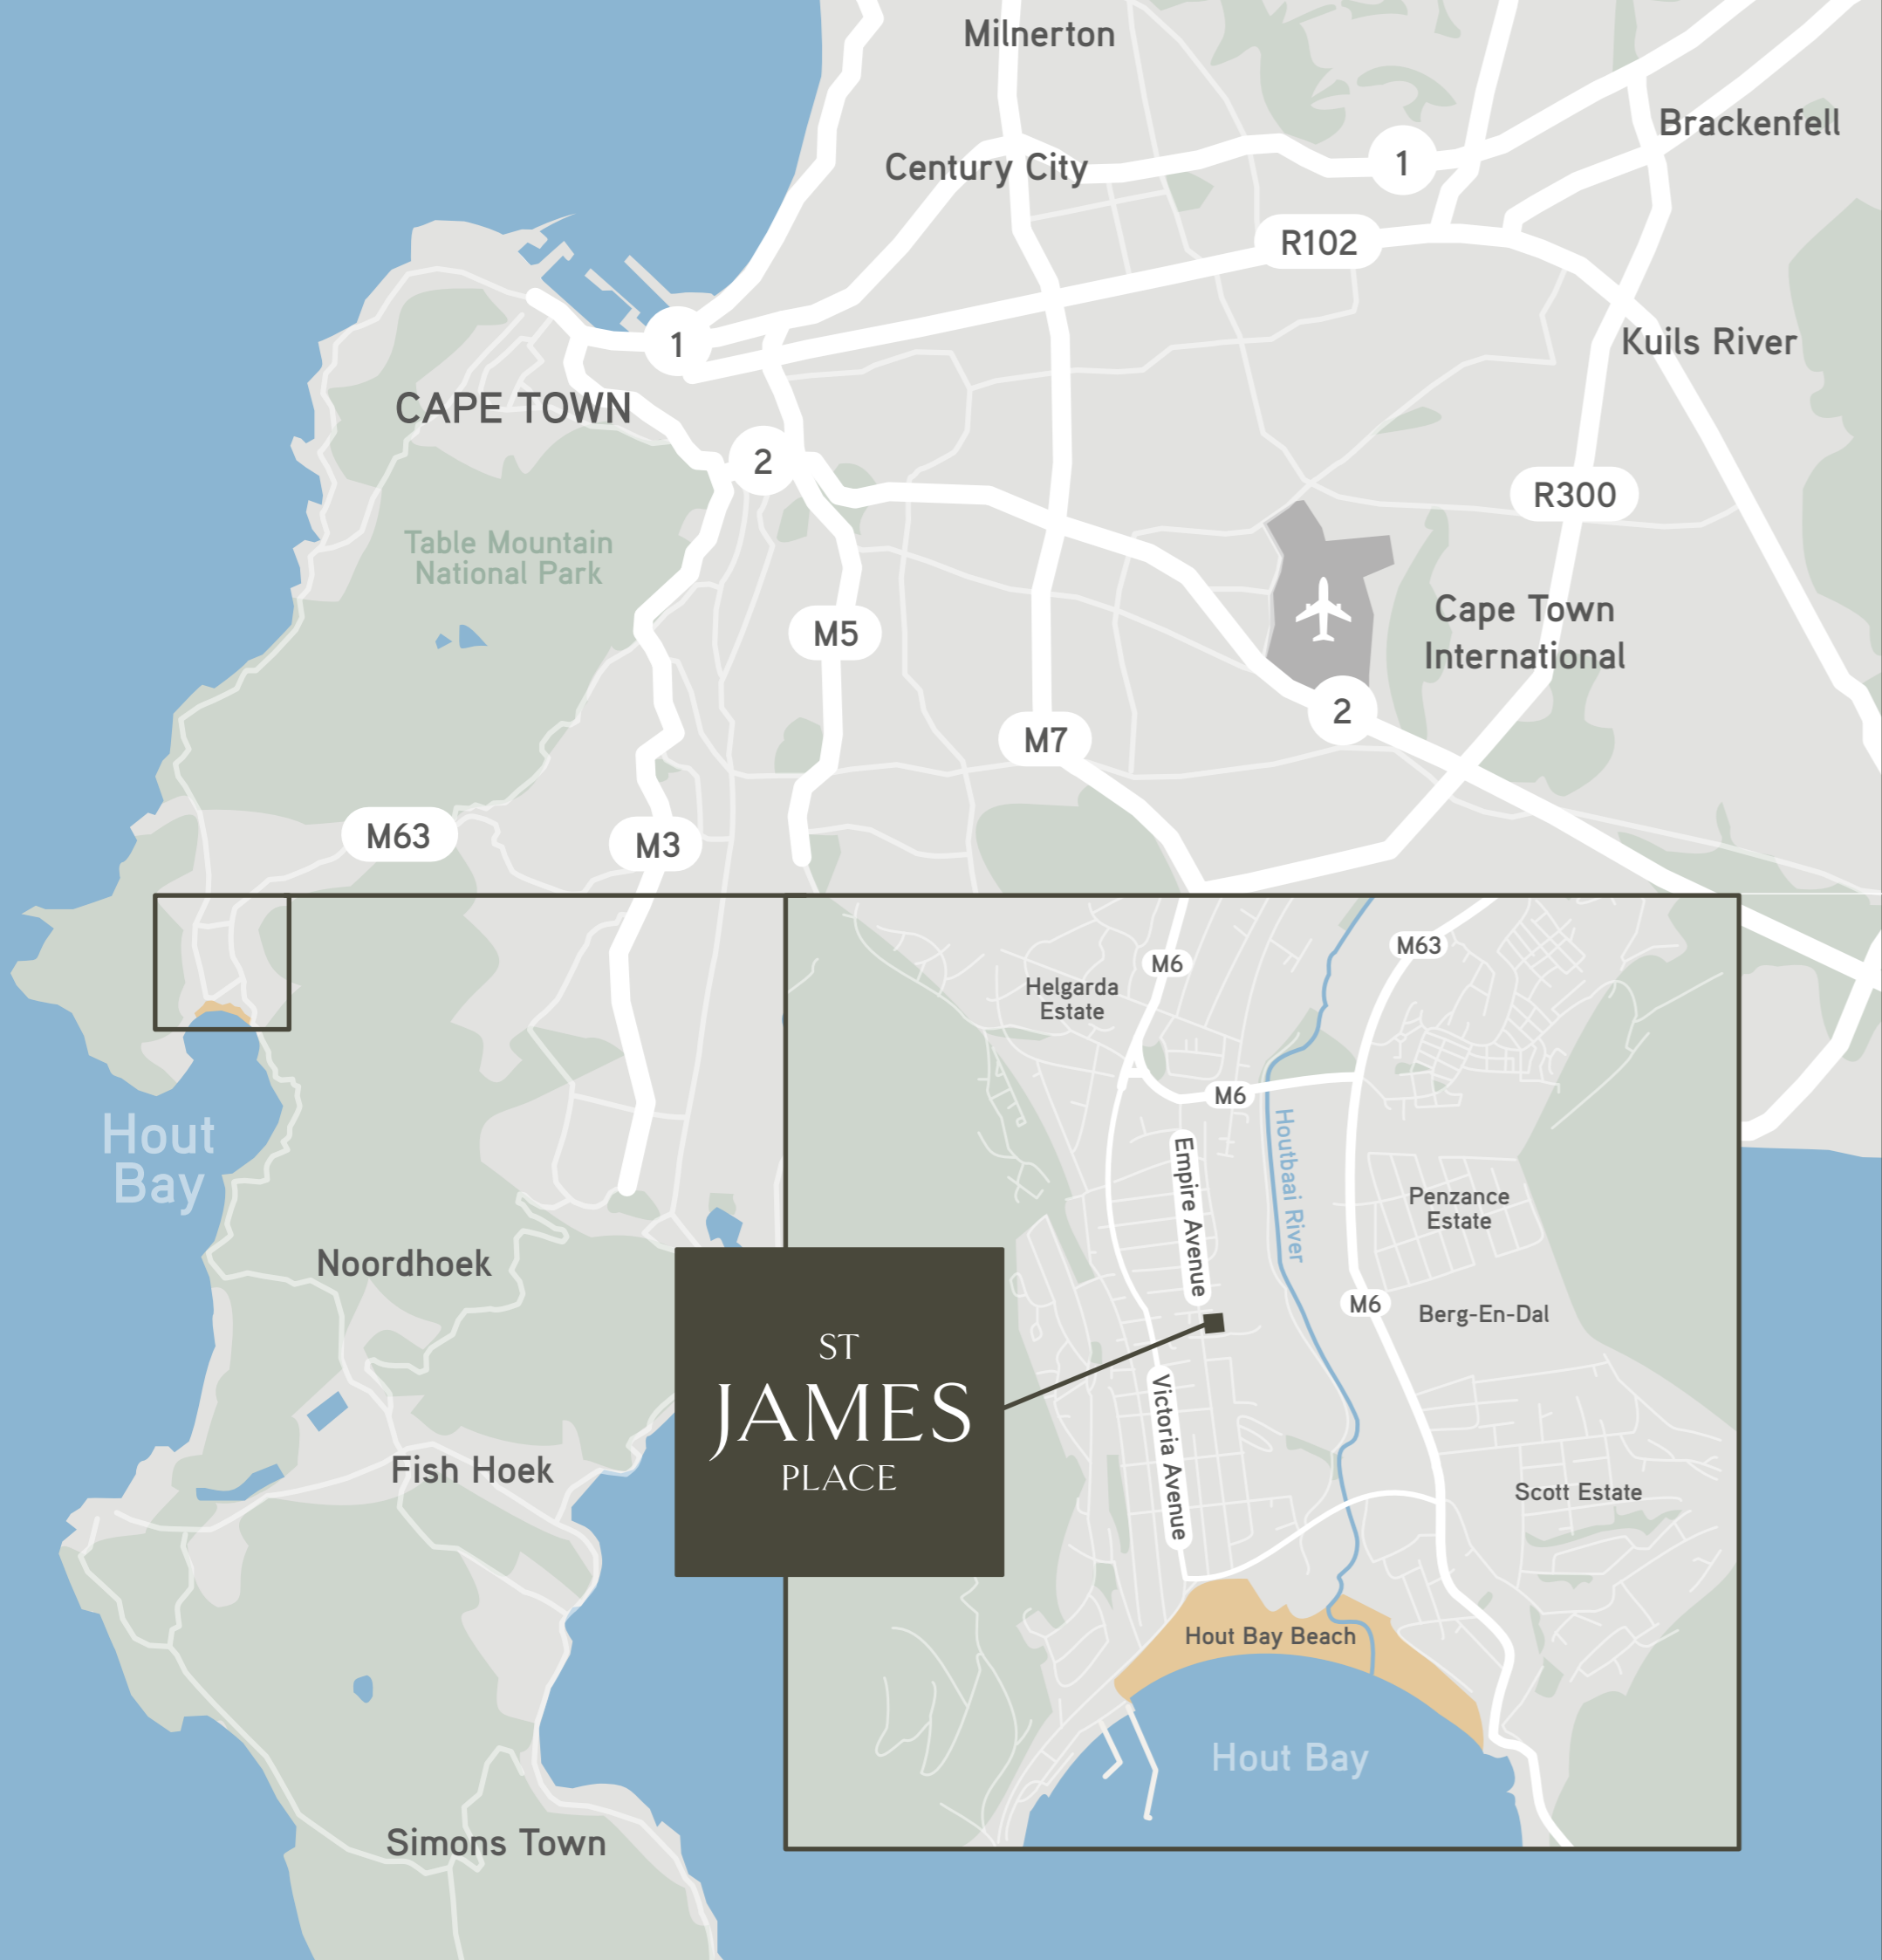 Milnerton
Brackenfell
Century City
1
R102
1
Kuils River
CAPE TOWN
2
R300
Table Mountain
National Park
Cape Town
International
M5
2
M7
M63
M3
M63
M6
Helgarda
Estate
M6
Hout
Bay
Empire Avenue
Houtbaai River
Penzance
Estate
Noordhoek
M6
Berg-En-Dal
ST
JAMES
PLACE
Victoria Avenue
Fish Hoek
Scott Estate
Hout Bay Beach
Hout Bay
Simons Town